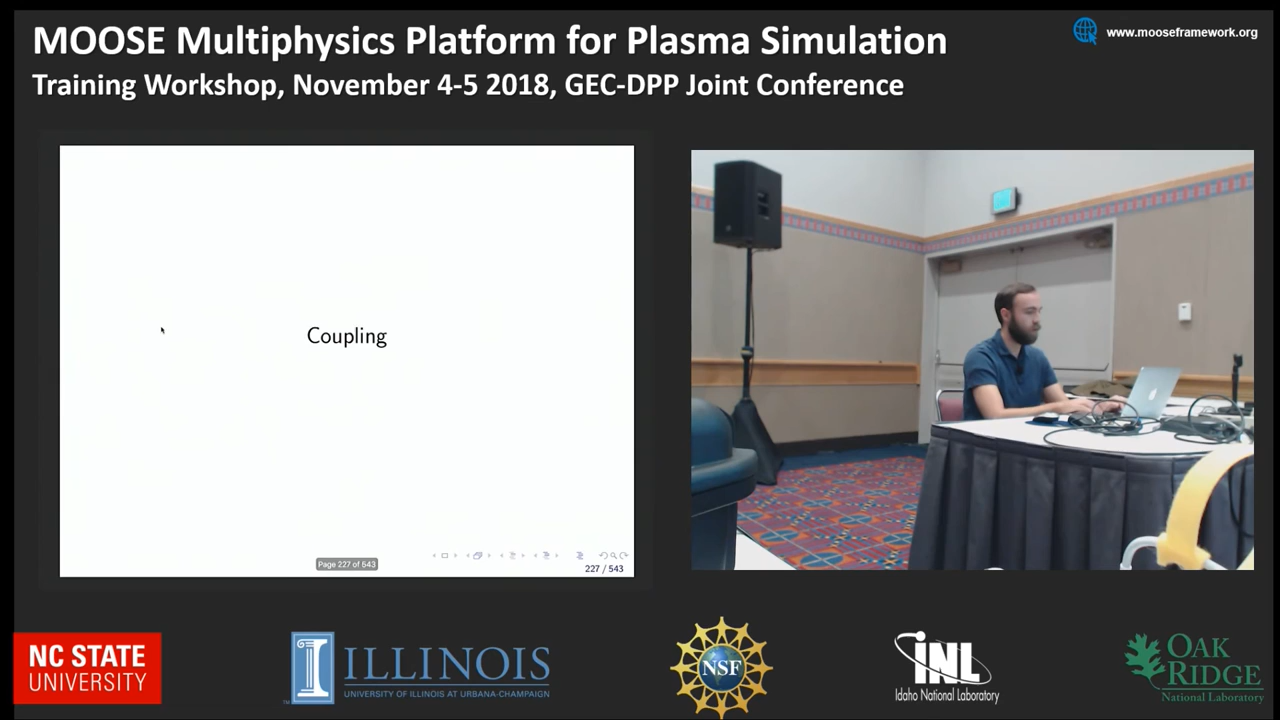 MOOSE Multiphysics Platform for Plasma Simulation
www.mooseframework.org
Training Workshop, November 4-5 2018, GEC-DPP Joint Conference
Coupling
Page 227 of 543
227 / 543
NC STATE
UNIVERSITY
ILLINOIS
UNIVERSITY OF ILLINOIS AT URBANA-CHAMPAIGN
NSF
INL
Idaho National Laboratory
OAK
RIDGE
National Laboratory